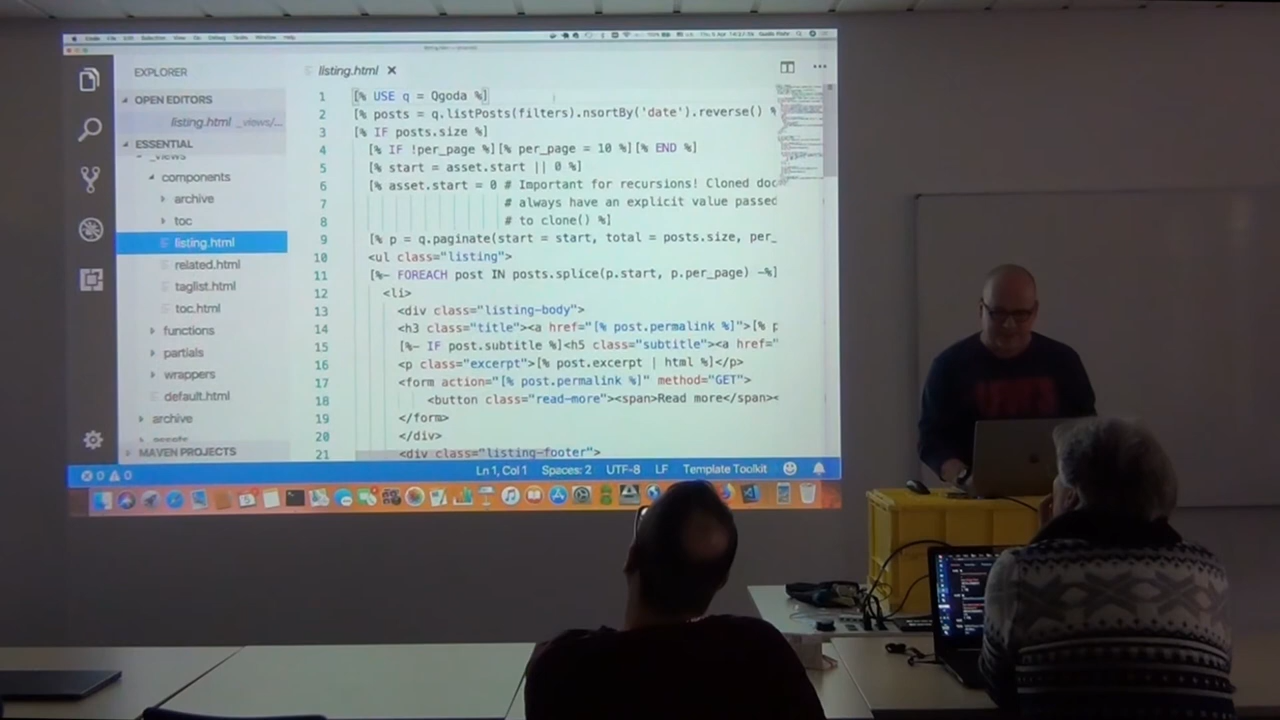 EXPLORER
OPEN EDITORS
listing.html _views/...
ESSENTIAL
_views
components
archive
toc
listing.html
related.html
taglist.html
toc.html
functions
partials
wrappers
default.html
archive
MAVEN PROJECTS
listing.html
1 [% USE q = Qgoda %]
2 [% posts = q.listPosts(filters).nsortBy('date').reverse() %
3 [% IF posts.size %]
4 [% IF !per_page %][% per_page = 10 %][% END %]
5 [% start = asset.start || 0 %]
6 [% asset.start = 0 # Important for recursions! Cloned doc
7 # always have an explicit value passed
8 # to clone() %]
9 [% p = q.paginate(start = start, total = posts.size, per_
10 <ul class="listing">
11 [%- FOREACH post IN posts.splice(p.start, p.per_page) -%]
12 <li>
13 <div class="listing-body">
14 <h3 class="title"><a href="[% post.permalink %]">[% p
15 [%- IF post.subtitle %]<h5 class="subtitle"><a href="
16 <p class="excerpt">[% post.excerpt | html %]</p>
17 <form action="[% post.permalink %]" method="GET">
18 <button class="read-more"><span>Read more</span><
19 </form>
20 </div>
21 <div class="listing-footer">
0 0 Ln 1, Col 1 Spaces: 2 UTF-8 LF Template Toolkit